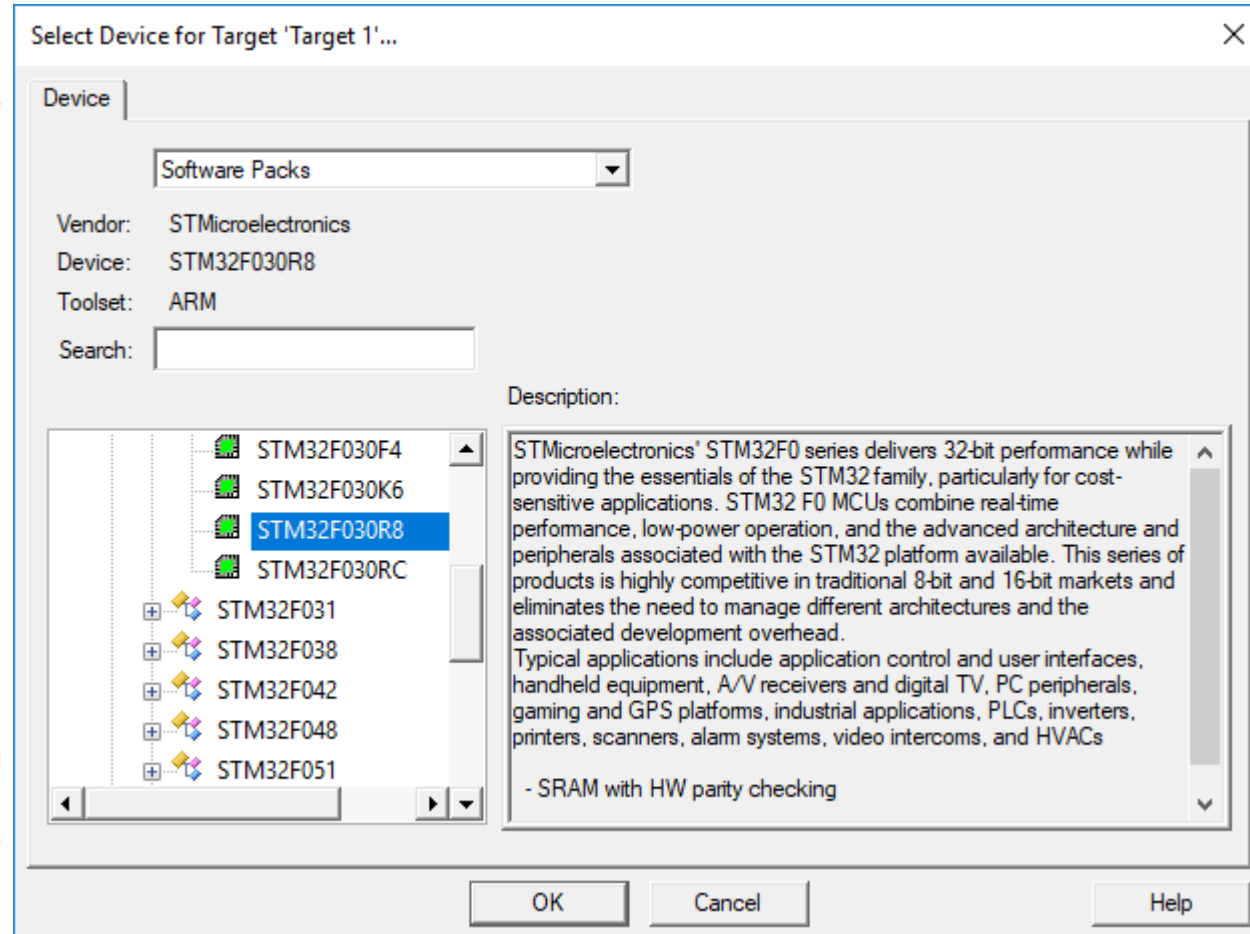 Select Device for Target 'Target 1'...
Device
Software Packs
Vendor: STMicroelectronics
Device: STM32F030R8
Toolset: ARM
Search:
Description:
STM32F030F4
STM32F030K6
STM32F030R8
STM32F030RC
STM32F031
STM32F038
STM32F042
STM32F048
STM32F051
STMicroelectronics' STM32F0 series delivers 32-bit performance while
providing the essentials of the STM32 family, particularly for cost-
sensitive applications. STM32 F0 MCUs combine real-time
performance, low-power operation, and the advanced architecture and
peripherals associated with the STM32 platform available. This series of
products is highly competitive in traditional 8-bit and 16-bit markets and
eliminates the need to manage different architectures and the
associated development overhead.
Typical applications include application control and user interfaces,
handheld equipment, A/V receivers and digital TV, PC peripherals,
gaming and GPS platforms, industrial applications, PLCs, inverters,
printers, scanners, alarm systems, video intercoms, and HVACs
- SRAM with HW parity checking
OK Cancel Help